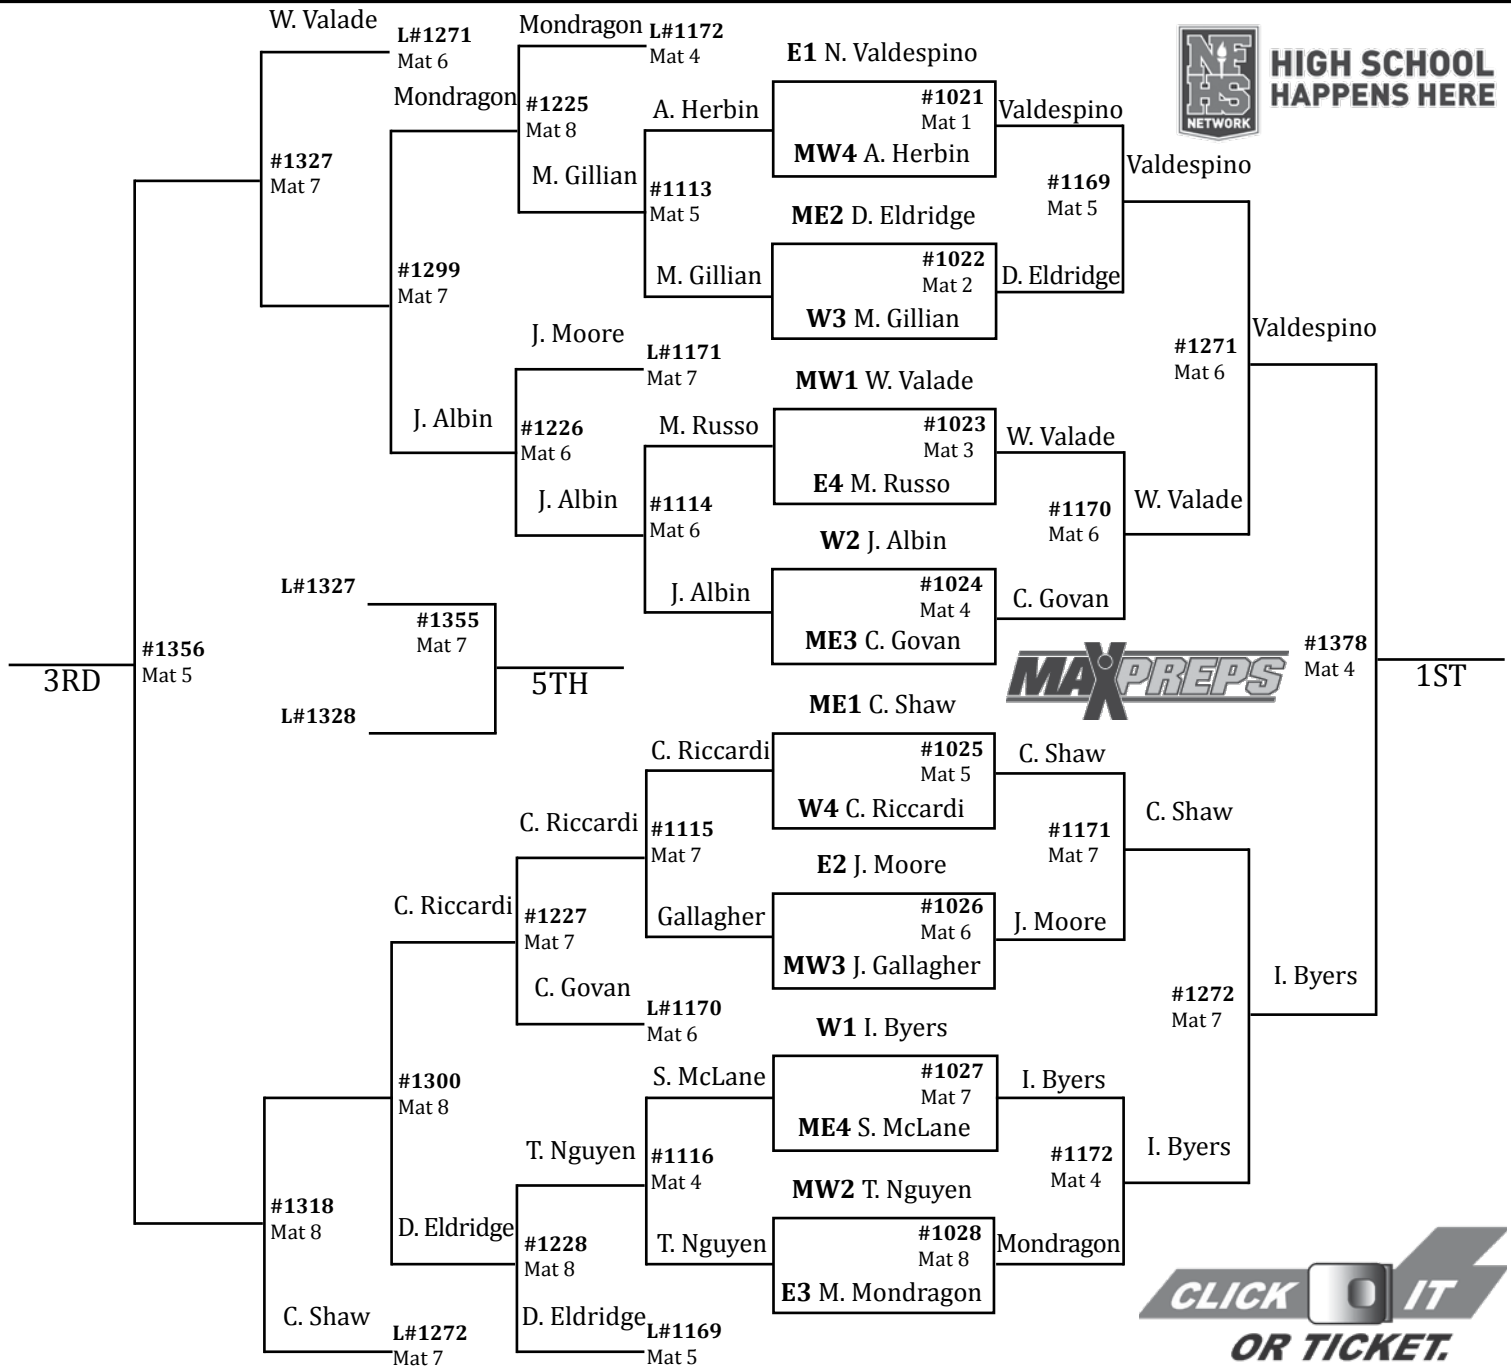 W. Valade
L#1271
Mat 6
Mondragon
L#1172
Mat 4
E1 N. Valdespino
HIGH SCHOOL
HAPPENS HERE
NFHS
NETWORK
Mondragon
#1225
Mat 8
A. Herbin
#1021
Mat 1
Valdespino
MW4 A. Herbin
#1327
Mat 7
M. Gillian
#1113
Mat 5
#1169
Mat 5
Valdespino
ME2 D. Eldridge
#1299
Mat 7
M. Gillian
#1022
Mat 2
D. Eldridge
W3 M. Gillian
J. Moore
L#1171
Mat 7
#1271
Mat 6
Valdespino
MW1 W. Valade
J. Albin
#1226
Mat 6
M. Russo
#1023
Mat 3
W. Valade
E4 M. Russo
J. Albin
#1114
Mat 6
#1170
Mat 6
W. Valade
W2 J. Albin
L#1327
#1355
Mat 7
J. Albin
#1024
Mat 4
C. Govan
ME3 C. Govan
3RD
#1356
Mat 5
5TH
MAXPREPS
#1378
Mat 4
1ST
L#1328
ME1 C. Shaw
C. Riccardi
#1025
Mat 5
C. Shaw
W4 C. Riccardi
C. Riccardi
#1115
Mat 7
#1171
Mat 7
C. Shaw
E2 J. Moore
C. Riccardi
#1227
Mat 7
Gallagher
#1026
Mat 6
J. Moore
MW3 J. Gallagher
C. Govan
L#1170
Mat 6
#1272
Mat 7
I. Byers
W1 I. Byers
#1300
Mat 8
S. McLane
#1027
Mat 7
I. Byers
ME4 S. McLane
T. Nguyen
#1116
Mat 4
#1172
Mat 4
I. Byers
MW2 T. Nguyen
#1318
Mat 8
D. Eldridge
#1228
Mat 8
T. Nguyen
#1028
Mat 8
Mondragon
E3 M. Mondragon
C. Shaw
L#1272
Mat 7
D. Eldridge
L#1169
Mat 5
CLICK IT
OR TICKET.